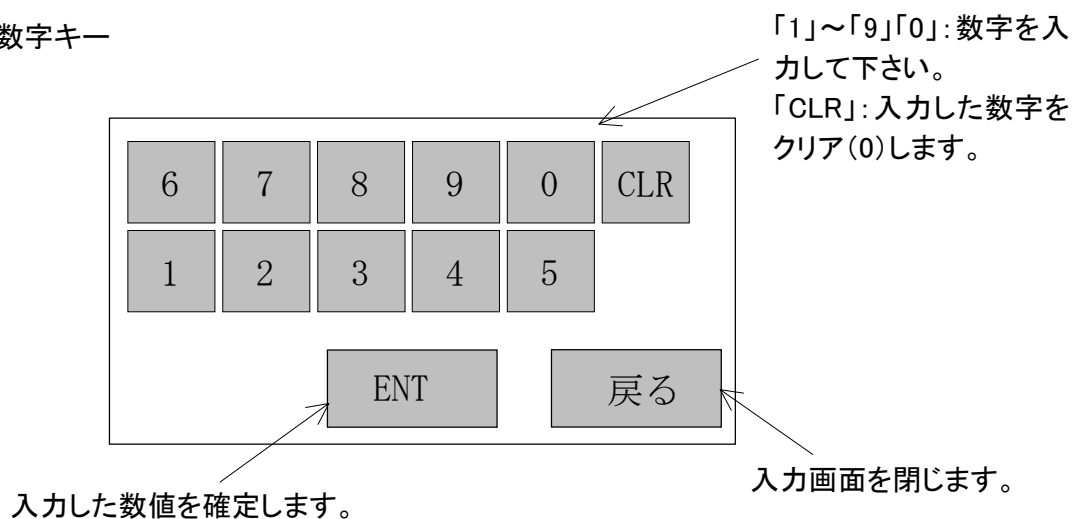 数字キー
「1」～「9」「0」：数字を入
力して下さい。
「CLR」：入力した数字を
クリア（0）します。
6 7 8 9 0 CLR
1 2 3 4 5
ENT 戻る
入力画面を閉じます。
入力した数値を確定します。